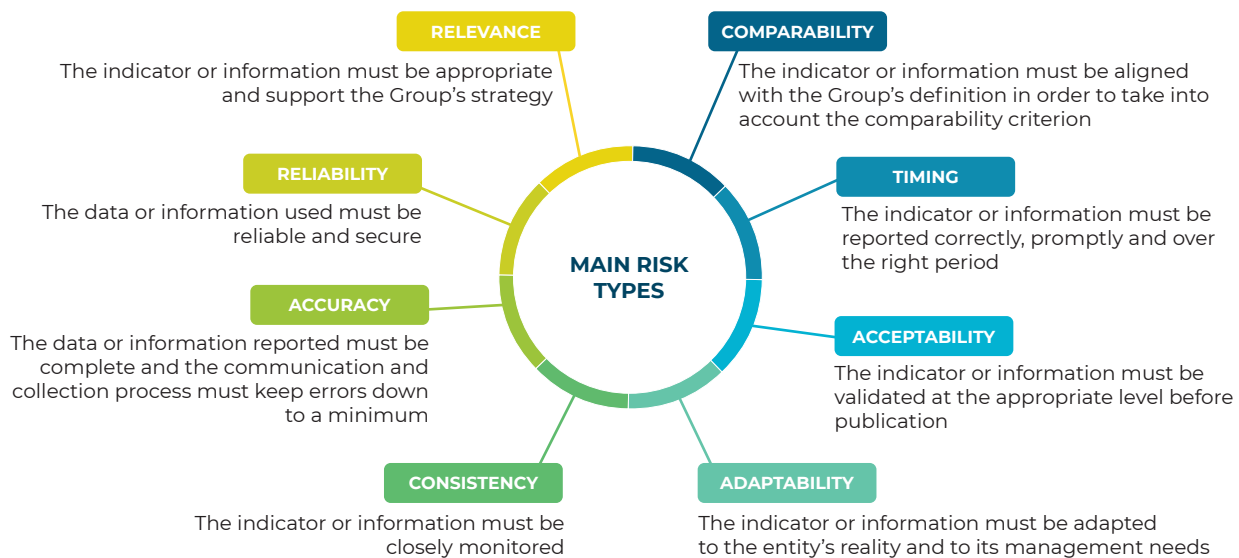 RELEVANCE
The indicator or information must be appropriate
and support the Group’s strategy
COMPARABILITY
The indicator or information must be aligned
with the Group’s definition in order to take into
account the comparability criterion
RELIABILITY
The data or information used must be
reliable and secure
TIMING
The indicator or information must be
reported correctly, promptly and over
the right period
MAIN RISK
TYPES
ACCURACY
The data or information reported must be
complete and the communication and
collection process must keep errors down
to a minimum
ACCEPTABILITY
The indicator or information must be
validated at the appropriate level before
publication
CONSISTENCY
The indicator or information must be
closely monitored
ADAPTABILITY
The indicator or information must be adapted
to the entity’s reality and to its management needs